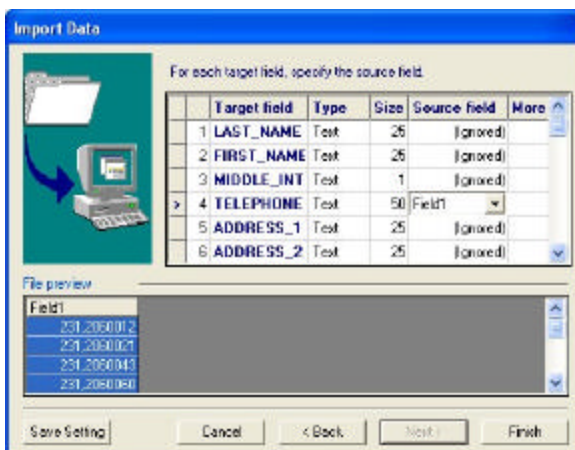 Import Data
For each target field, specify the source field.
Target field Type Size Source field More
1 LAST_NAME Text 25 (Ignored)
2 FIRST_NAME Text 25 (Ignored)
3 MIDDLE_INT Text 1 (Ignored)
> 4 TELEPHONE Text 50 Field1
5 ADDRESS_1 Text 25 (Ignored)
6 ADDRESS_2 Text 25 (Ignored)
File preview
Field1
231,2060012
231,2060021
231,2060043
231,2060060
Save Setting Cancel < Back Next > Finish